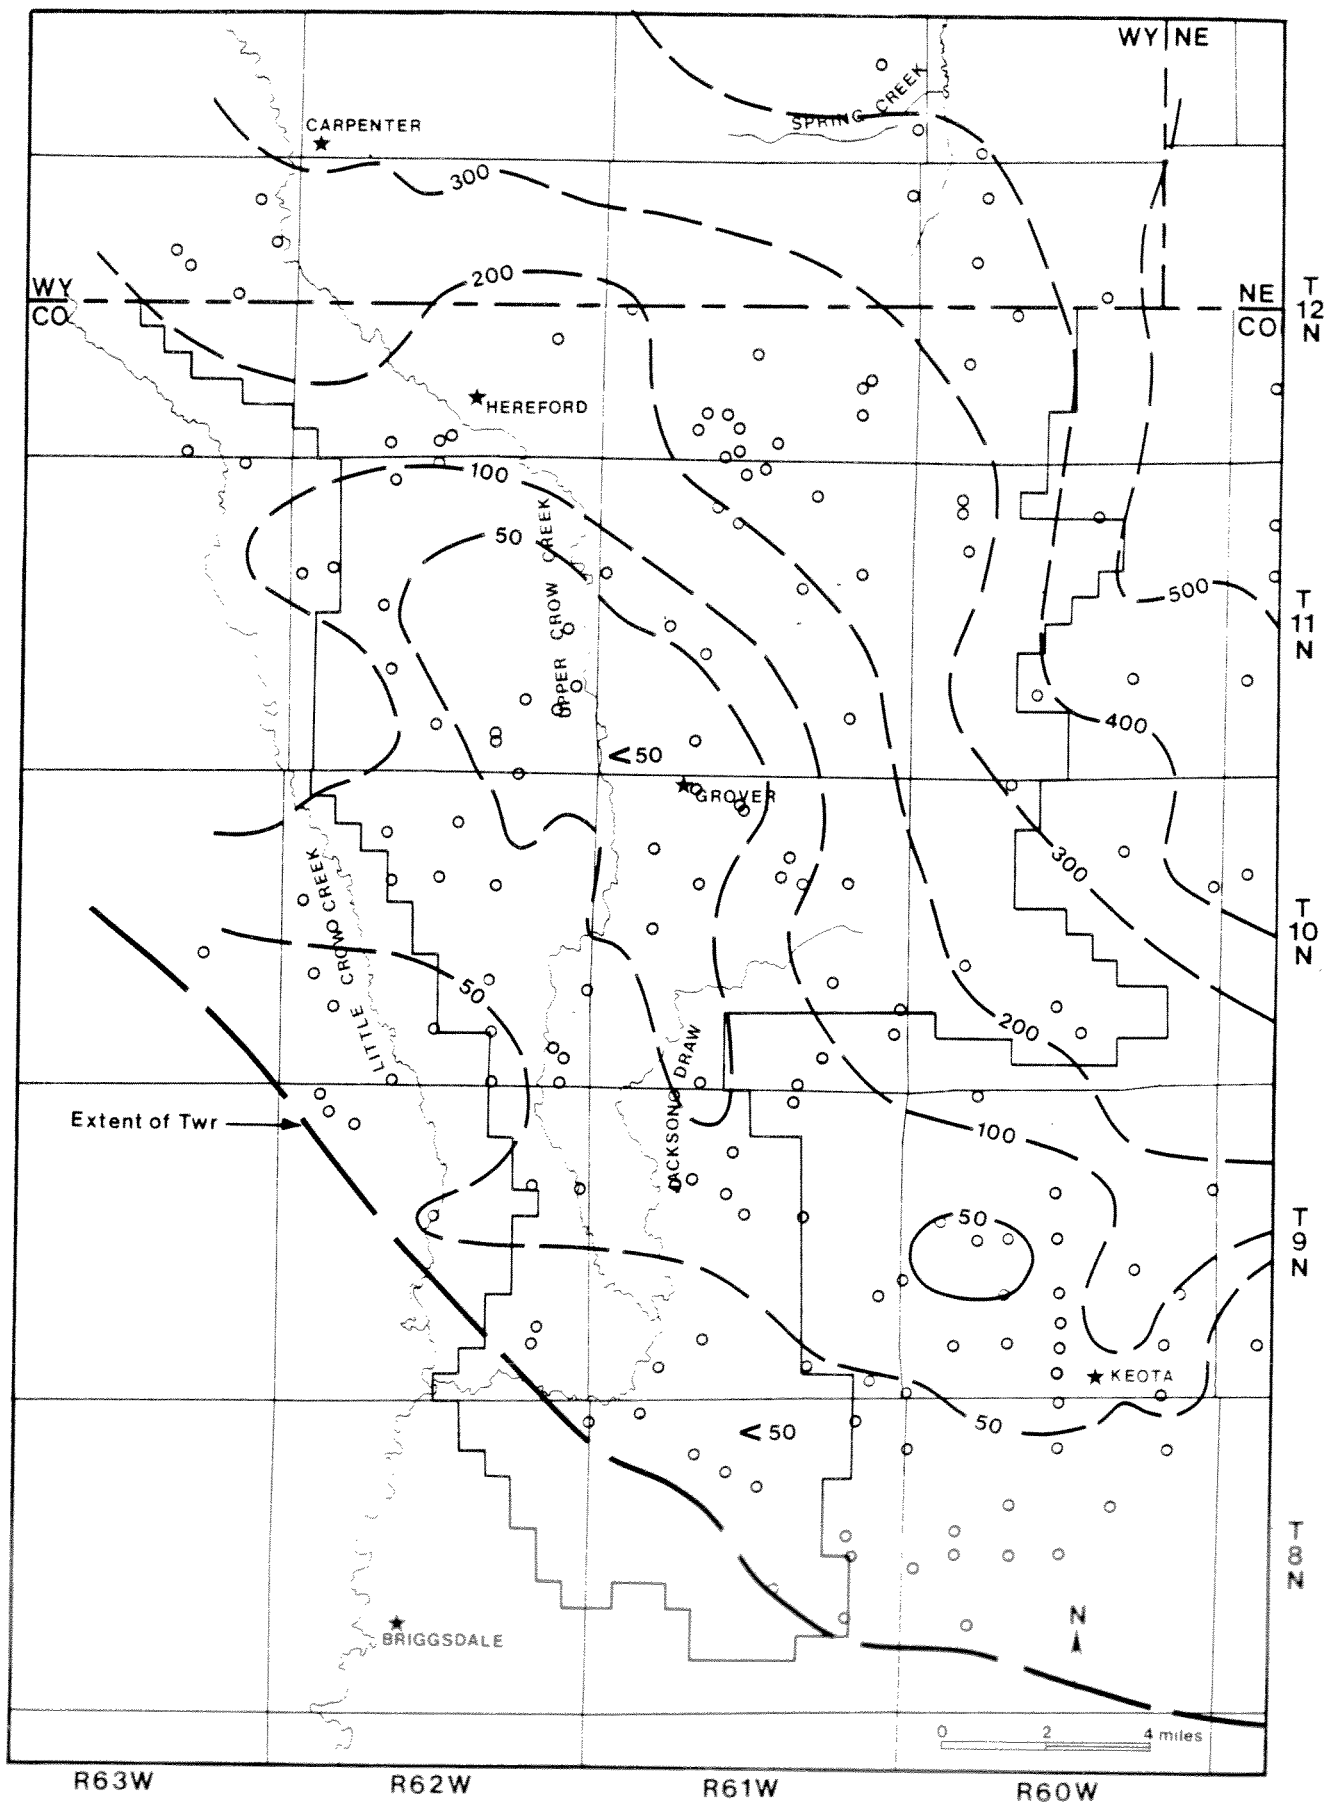 WY NE
SPRING CREEK
CARPENTER
300
200
WY
CO
NE
CO
T
12
N
HEREFORD
100
50
UPPER CROW CREEK
500
T
11
N
400
<50
GROVER
300
LITTLE CROW CREEK
T
10
N
50
200
JACKSON DRAW
Extent of Twr
100
50
T
9
N
KEOTA
50
<50
T
8
N
N
BRIGGSDALE
0 2 4 miles
R63W R62W R61W R60W